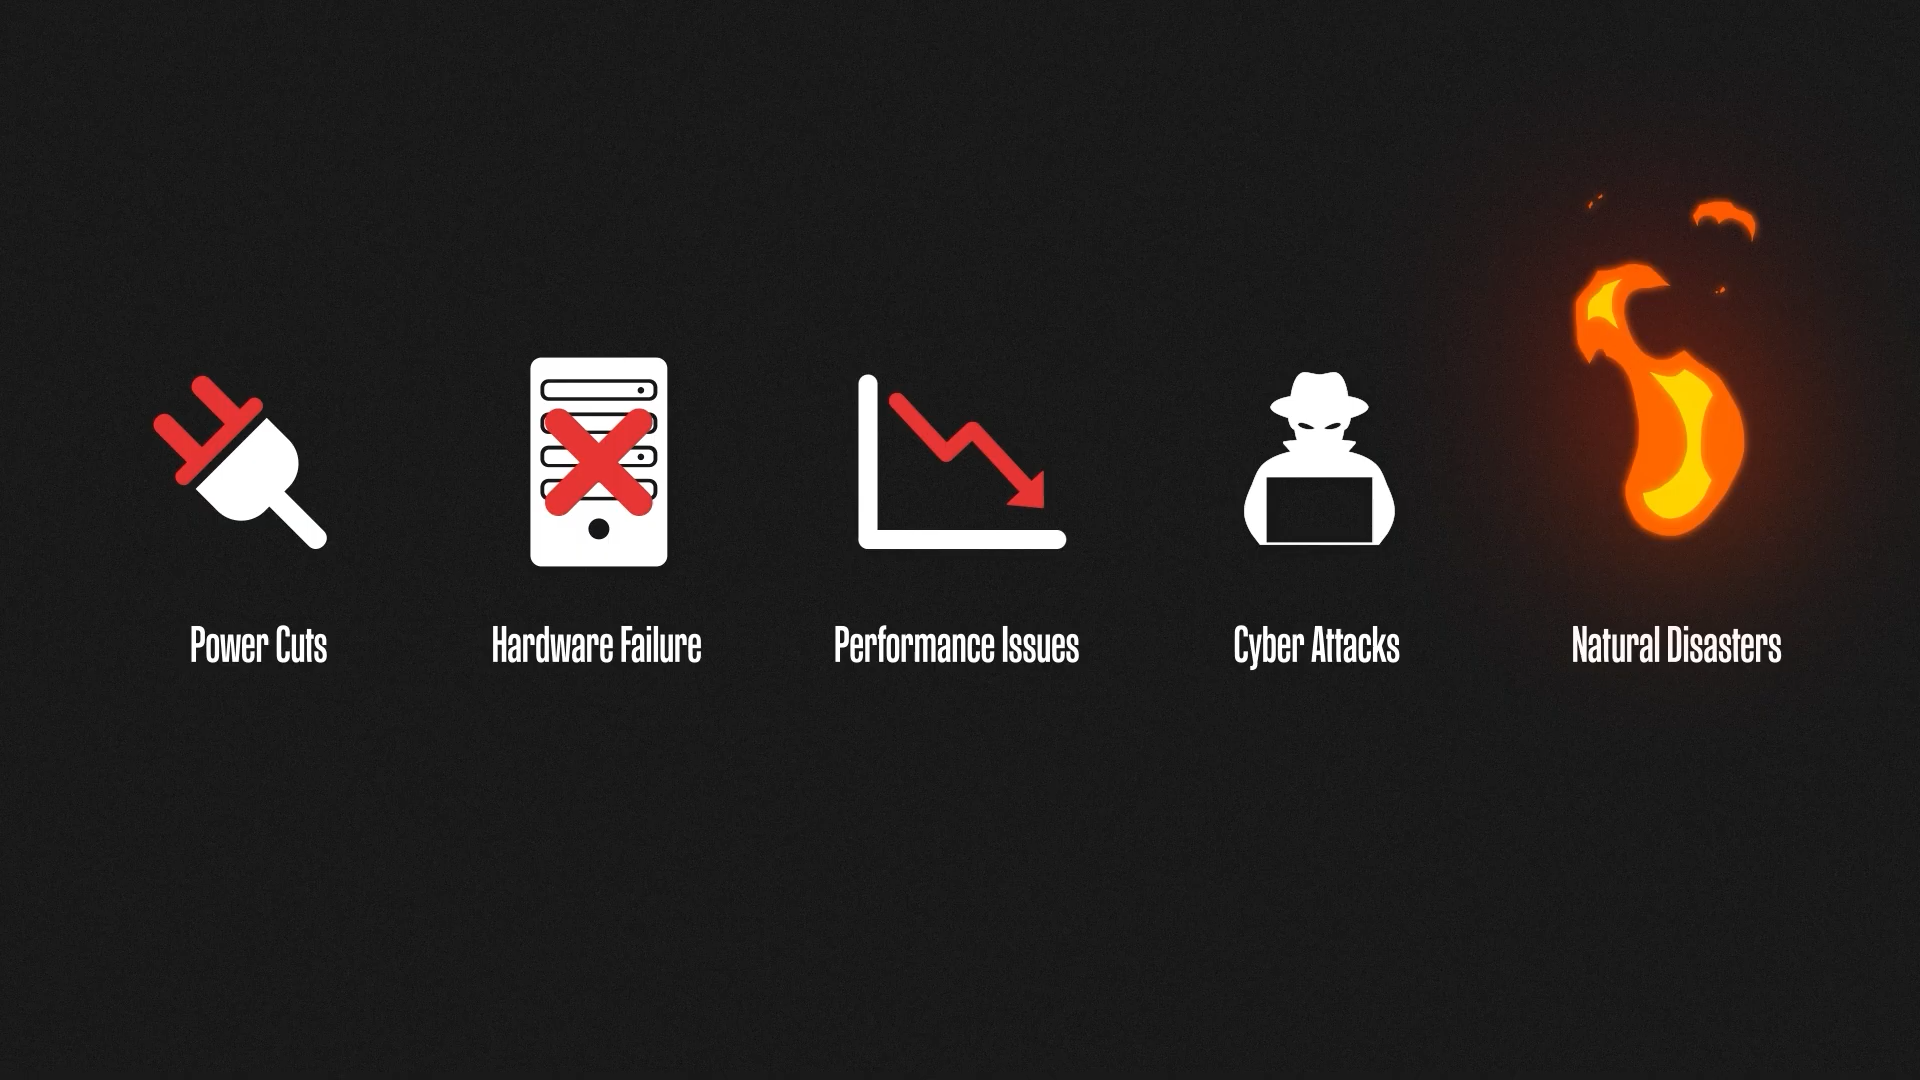 Power Cuts
Hardware Failure
Performance Issues
Cyber Attacks
Natural Disasters